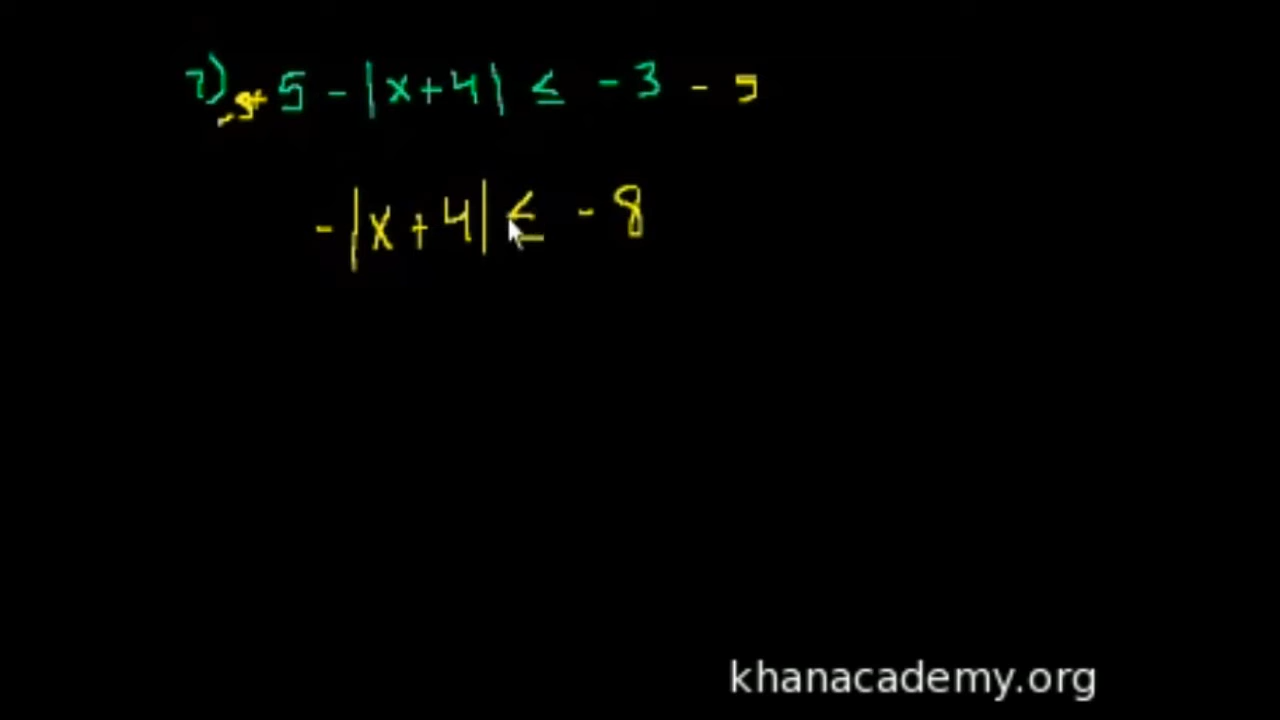 7) -5+ 5 - |x+4| ≤ -3 - 5
- |x+4| ≤ - 8
khanacademy.org